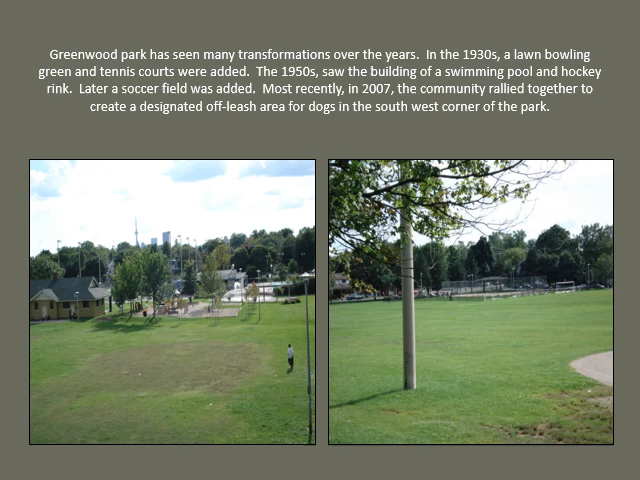 Greenwood park has seen many transformations over the years.  In the 1930s, a lawn bowling
green and tennis courts were added.  The 1950s, saw the building of a swimming pool and hockey
rink.  Later a soccer field was added.  Most recently, in 2007, the community rallied together to
create a designated off-leash area for dogs in the south west corner of the park.